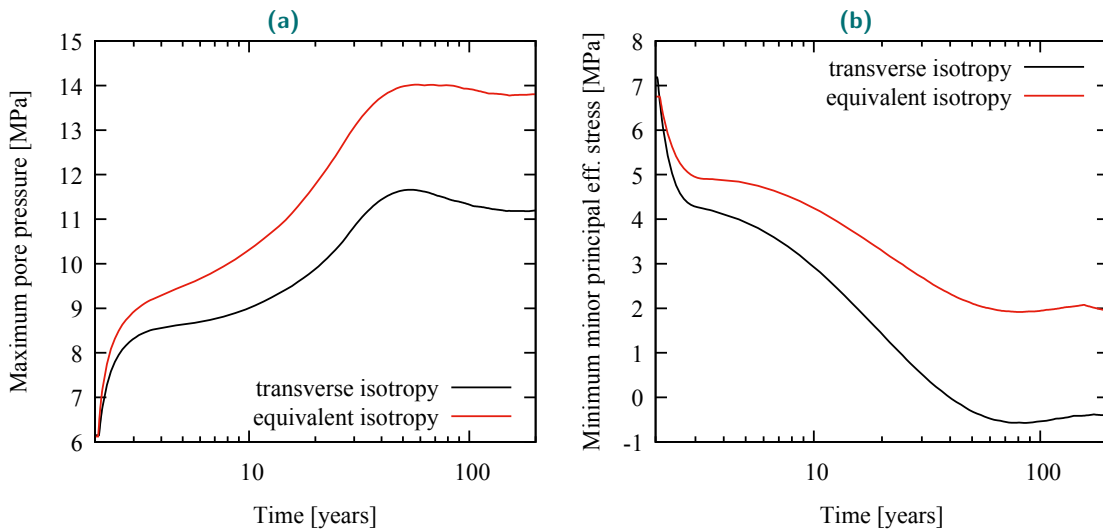 (a)
15
14
13
12
11
10
9
8
7
6
Maximum pore pressure [MPa]
transverse isotropy
equivalent isotropy
10
100
Time [years]
(b)
8
7
6
5
4
3
2
1
0
-1
Minimum minor principal eff. stress [MPa]
transverse isotropy
equivalent isotropy
10
100
Time [years]